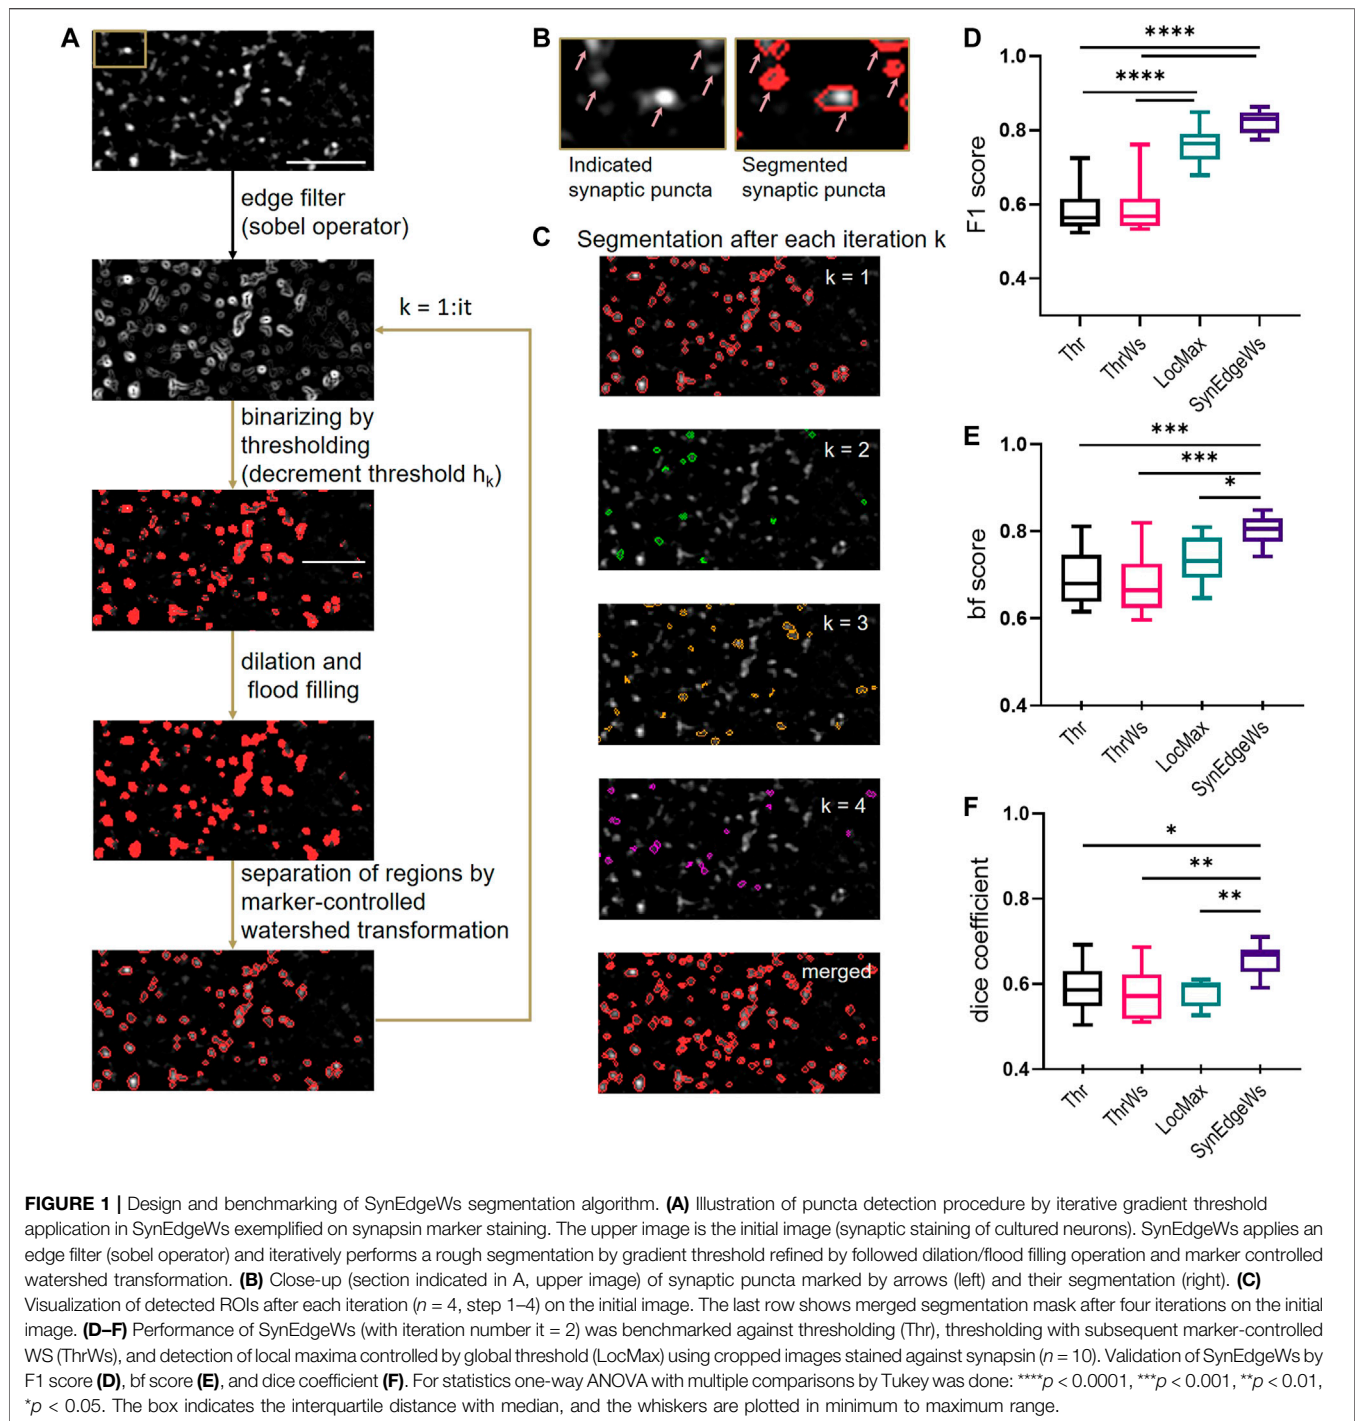 A
edge filter
(sobel operator)
k = 1:it
binarizing by
thresholding
(decrement threshold hk)
dilation and
flood filling
separation of regions by
marker-controlled
watershed transformation
B
Indicated
synaptic puncta
Segmented
synaptic puncta
C
Segmentation after each iteration k
k = 1
k = 2
k = 3
k = 4
merged
D
****
****
F1 score
1.0
0.8
0.6
0.4
Thr
ThrWs
LocMax
SynEdgeWs
E
***
***
*
bf score
1.0
0.8
0.6
0.4
Thr
ThrWs
LocMax
SynEdgeWs
F
*
**
**
dice coefficient
1.0
0.8
0.6
0.4
Thr
ThrWs
LocMax
SynEdgeWs
FIGURE 1 | Design and benchmarking of SynEdgeWs segmentation algorithm. (A) Illustration of puncta detection procedure by iterative gradient threshold
application in SynEdgeWs exemplified on synapsin marker staining. The upper image is the initial image (synaptic staining of cultured neurons). SynEdgeWs applies an
edge filter (sobel operator) and iteratively performs a rough segmentation by gradient threshold refined by followed dilation/flood filling operation and marker controlled
watershed transformation. (B) Close-up (section indicated in A, upper image) of synaptic puncta marked by arrows (left) and their segmentation (right). (C)
Visualization of detected ROIs after each iteration (n = 4, step 1–4) on the initial image. The last row shows merged segmentation mask after four iterations on the initial
image. (D–F) Performance of SynEdgeWs (with iteration number it = 2) was benchmarked against thresholding (Thr), thresholding with subsequent marker-controlled
WS (ThrWs), and detection of local maxima controlled by global threshold (LocMax) using cropped images stained against synapsin (n = 10). Validation of SynEdgeWs by
F1 score (D), bf score (E), and dice coefficient (F). For statistics one-way ANOVA with multiple comparisons by Tukey was done: ****p < 0.0001, ***p < 0.001, **p < 0.01,
*p < 0.05. The box indicates the interquartile distance with median, and the whiskers are plotted in minimum to maximum range.